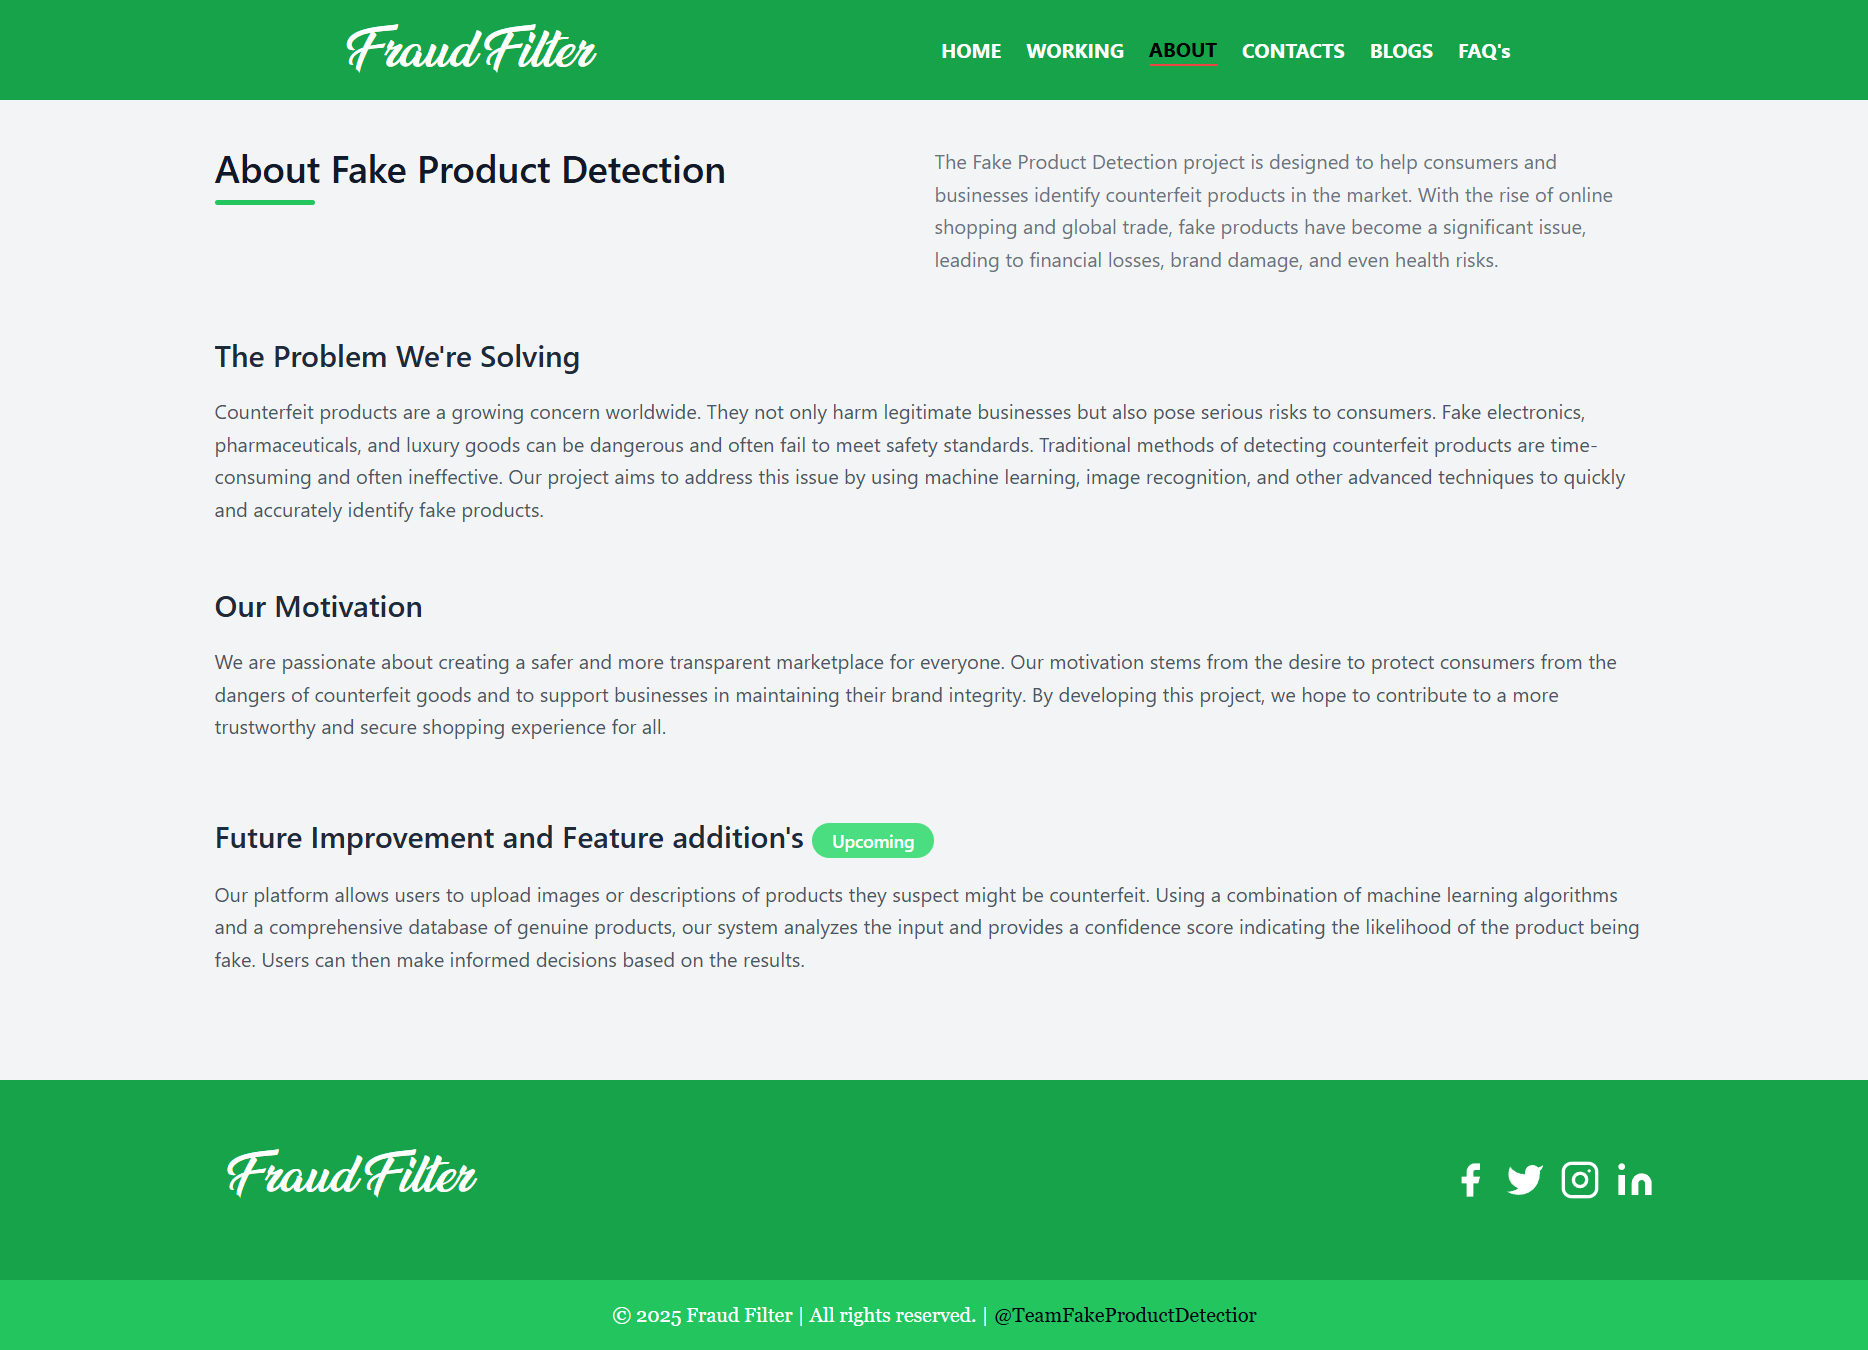 Fraud Filter
HOME WORKING ABOUT CONTACTS BLOGS FAQ's
About Fake Product Detection
The Fake Product Detection project is designed to help consumers and
businesses identify counterfeit products in the market. With the rise of online
shopping and global trade, fake products have become a significant issue,
leading to financial losses, brand damage, and even health risks.
The Problem We're Solving
Counterfeit products are a growing concern worldwide. They not only harm legitimate businesses but also pose serious risks to consumers. Fake electronics,
pharmaceuticals, and luxury goods can be dangerous and often fail to meet safety standards. Traditional methods of detecting counterfeit products are time-
consuming and often ineffective. Our project aims to address this issue by using machine learning, image recognition, and other advanced techniques to quickly
and accurately identify fake products.
Our Motivation
We are passionate about creating a safer and more transparent marketplace for everyone. Our motivation stems from the desire to protect consumers from the
dangers of counterfeit goods and to support businesses in maintaining their brand integrity. By developing this project, we hope to contribute to a more
trustworthy and secure shopping experience for all.
Future Improvement and Feature addition's Upcoming
Our platform allows users to upload images or descriptions of products they suspect might be counterfeit. Using a combination of machine learning algorithms
and a comprehensive database of genuine products, our system analyzes the input and provides a confidence score indicating the likelihood of the product being
fake. Users can then make informed decisions based on the results.
Fraud Filter
© 2025 Fraud Filter | All rights reserved. | @TeamFakeProductDetectior